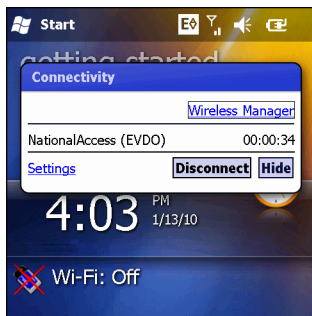 Start
getting started
Connectivity
Wireless Manager
NationalAccess (EVDO) 00:00:34
Settings Disconnect Hide
4:03 PM
1/13/10
Wi-Fi: Off